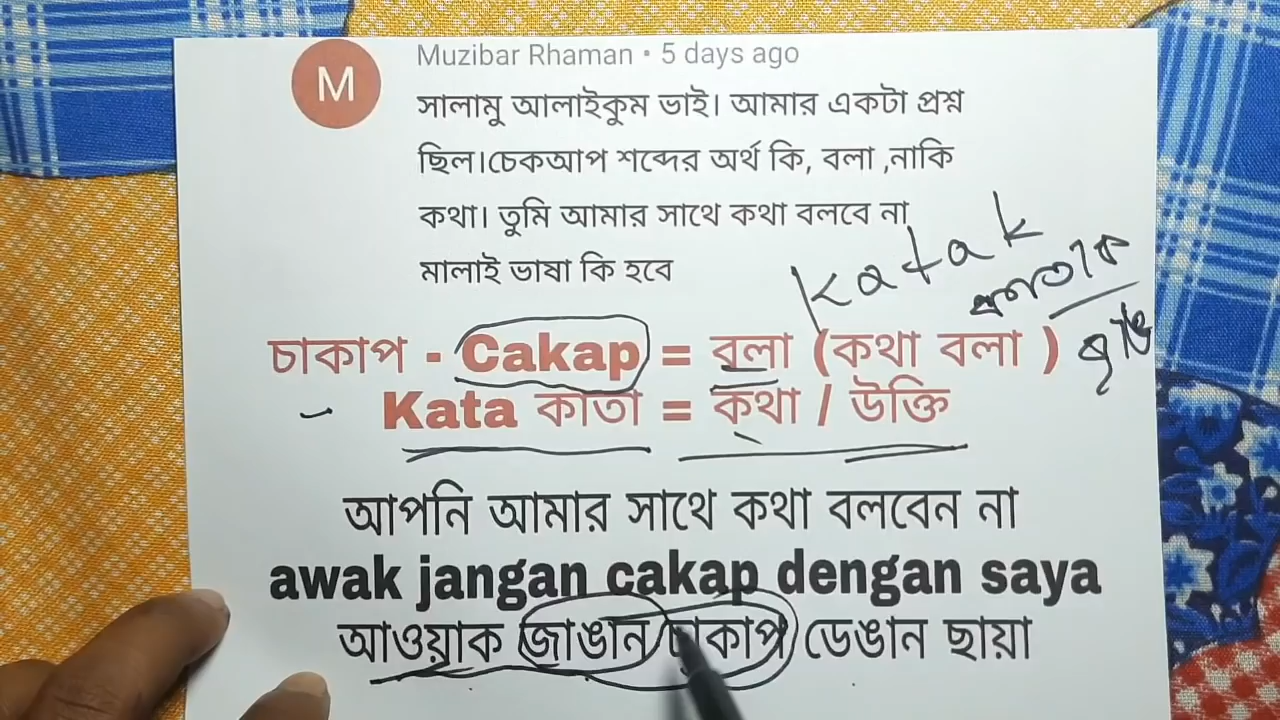 M
Muzibar Rhaman • 5 days ago
সালামু আলাইকুম ভাই। আমার একটা প্রশ্ন
ছিল।চেকআপ শব্দের অর্থ কি, বলা ,নাকি
কথা। তুমি আমার সাথে কথা বলবে না
মালাই ভাষা কি হবে
katak
চাকাপ - Cakap = বলা (কথা বলা )
Kata কাতা = কথা / উক্তি
আপনি আমার সাথে কথা বলবেন না
awak jangan cakap dengan saya
আওয়াক জাঙান চাকাপ ডেঙান ছায়া